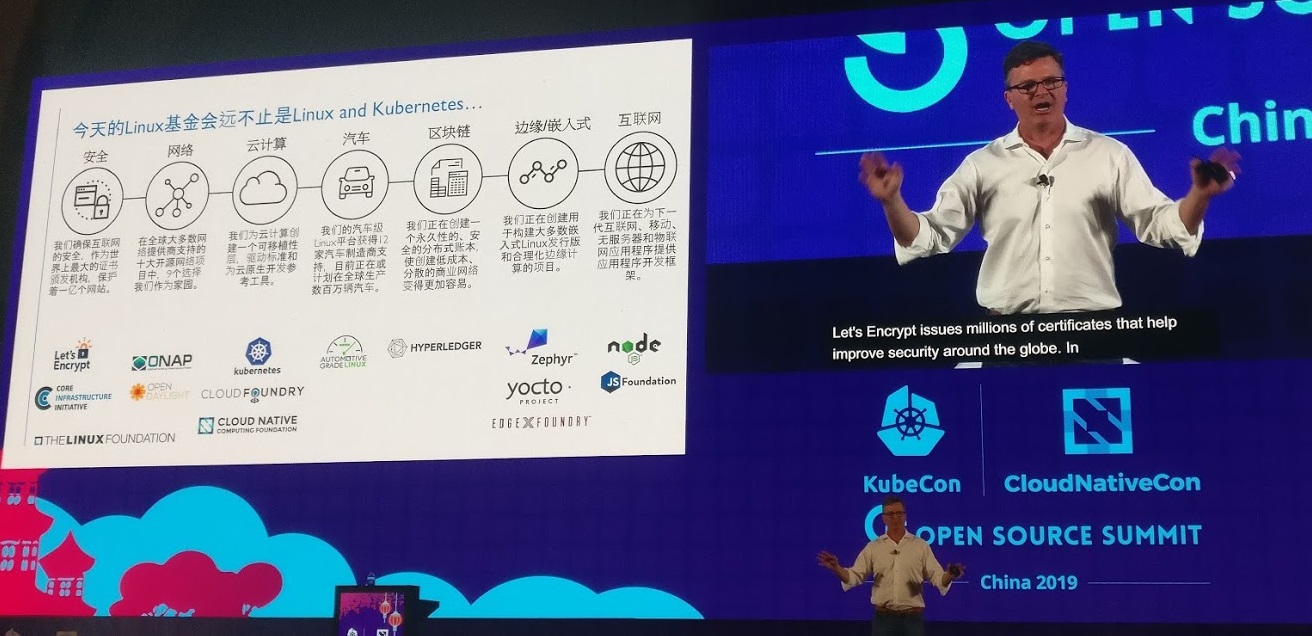 今天的Linux基金会远不止是Linux and Kubernetes...
安全
我们确保互联网
的安全，作为世
界上最大的证书
颁发机构，保护
着一亿个网站。
Let's
Encrypt
CORE
INFRASTRUCTURE
INITIATIVE
THE LINUX FOUNDATION
网络
在全球大多数网
络提供商支持的
十大开源网络项
目中，9个选择
我们作为家园。
ONAP
OPEN
DAYLIGHT
云计算
我们为云计算创
建一个可移植性
层，驱动标准和
为云原生开发参
考工具。
kubernetes
CLOUD FOUNDRY
CLOUD NATIVE
COMPUTING FOUNDATION
汽车
我们的汽车级
Linux平台获得12
家汽车制造商支
持，目前正在或
计划在全球生产
数百万辆汽车。
AUTOMOTIVE
GRADE LINUX
区块链
我们正在创建一
个永久性的、安
全的分布式账本，
使创建低成本、
分散的商业网络
变得更加容易。
HYPERLEDGER
边缘/嵌入式
我们正在创建用
于构建大多数嵌
入式Linux发行版
和合理化边缘计
算的项目。
Zephyr™
yocto
PROJECT
EDGE X FOUNDRY™
互联网
我们正在为下一
代互联网、移动、
无服务器和物联
网应用程序提供
应用程序开发框
架。
node
JS
JS Foundation
OPEN SO
Chin
Let's Encrypt issues millions of certificates that help
improve security around the globe. In
KubeCon
CloudNativeCon
OPEN SOURCE SUMMIT
China 2019